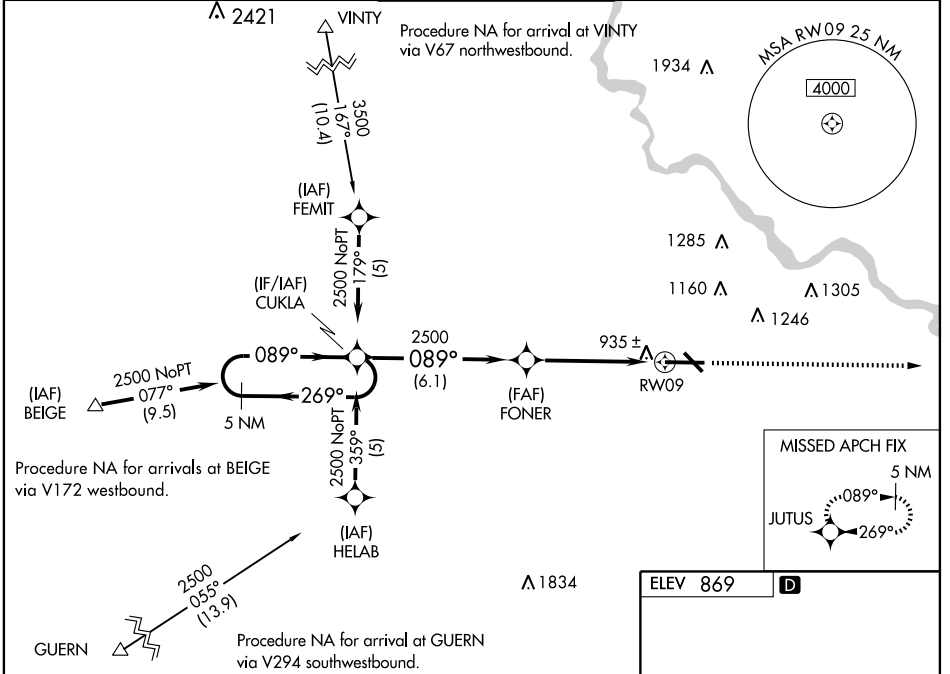 2421
VINTY
Procedure NA for arrival at VINTY
via V67 northwestbound.
MSA RW09 25 NM
1934
4000
3500
167°
(10.4)
(IAF)
FEMIT
2500 NoPT
179°
(5)
1285
1160
1305
1246
(IF/IAF)
CUKLA
089°
2500
089°
(6.1)
935 ±
RW09
(FAF)
FONER
2500 NoPT
077°
(9.5)
(IAF)
BEIGE
269°
5 NM
2500 NoPT
359°
(5)
Procedure NA for arrivals at BEIGE
via V172 westbound.
(IAF)
HELAB
MISSED APCH FIX
5 NM
089°
JUTUS
269°
2500
055°
(13.9)
1834
ELEV 869
D
GUERN
Procedure NA for arrival at GUERN
via V294 southwestbound.